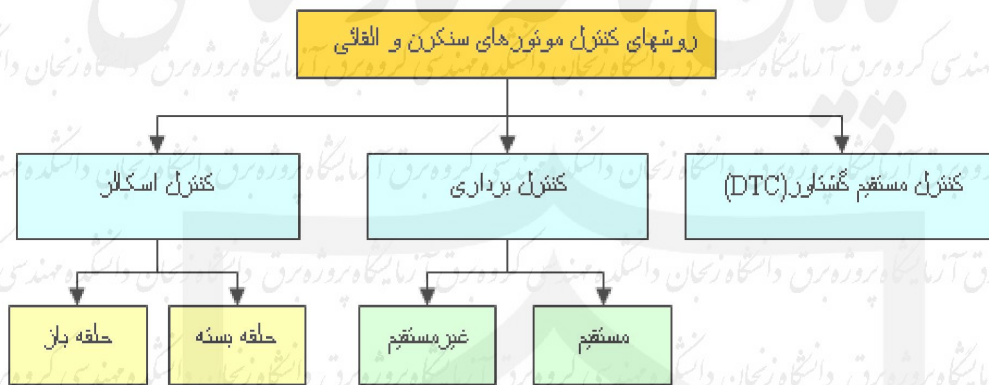 روشهای کنترل موتورهای سنکرن و القائی
کنترل مستقیم گشتاور(DTC)
کنترل برداری
کنترل اسکالر
مستقیم
غیرمستقیم
حلقه بسته
حلقه باز